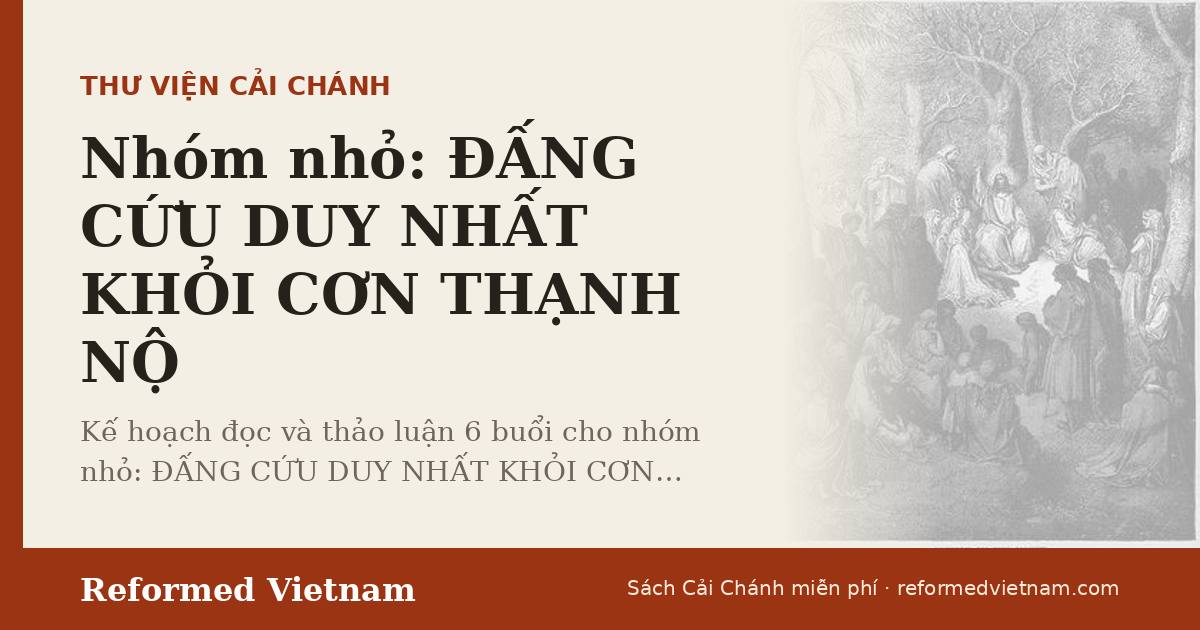 THƯ VIỆN CẢI CHÁNH
Nhóm nhỏ: ĐẤNG
CỨU DUY NHẤT
KHỎI CƠN THẠNH
NỘ
Kế hoạch đọc và thảo luận 6 buổi cho nhóm
nhỏ: ĐẤNG CỨU DUY NHẤT KHỎI CƠN...
Reformed Vietnam
Sách Cải Chánh miễn phí · reformedvietnam.com